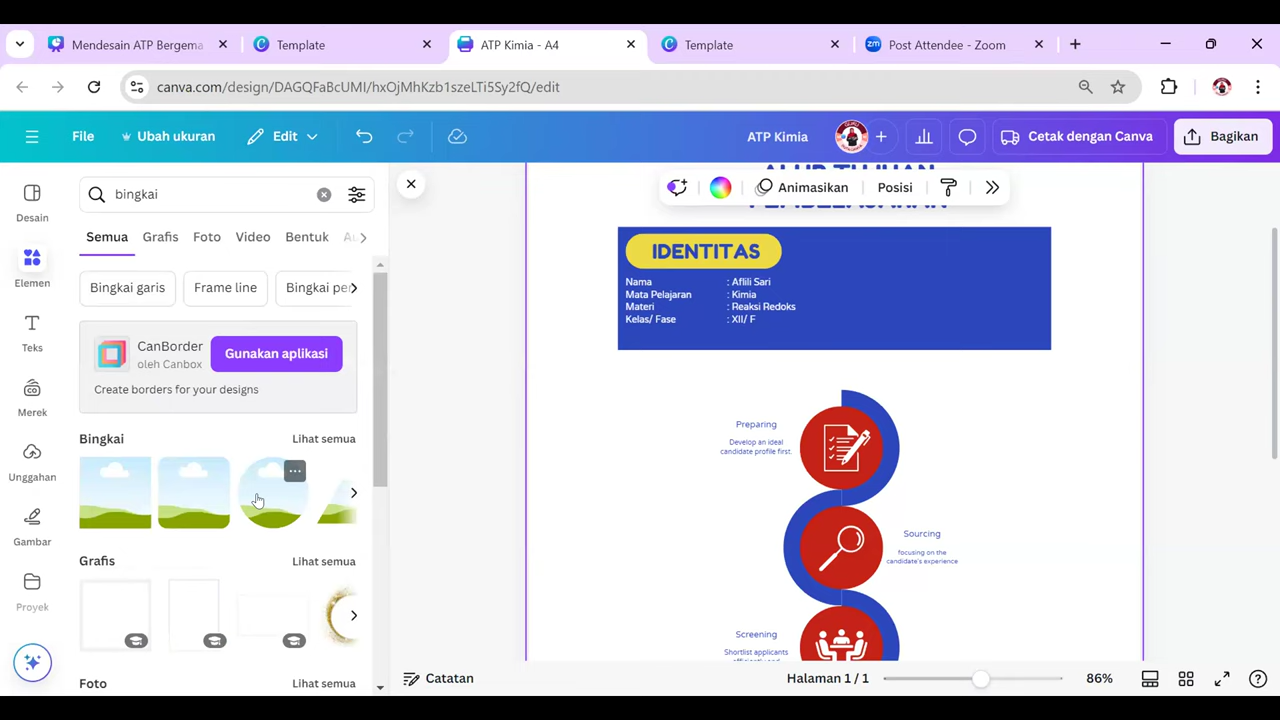 Mendesain ATP Bergema
Template
ATP Kimia - A4
Template
Post Attendee - Zoom
canva.com/design/DAGQFaBcUMI/hxOjMhKzb1szeLTi5Sy2fQ/edit
File
Ubah ukuran
Edit
ATP Kimia
Cetak dengan Canva
Bagikan
Desain
Elemen
Teks
Merek
Unggahan
Gambar
Proyek
bingkai
Semua
Grafis
Foto
Video
Bentuk
Bingkai garis
Frame line
Bingkai per
CanBorder
oleh Canbox
Gunakan aplikasi
Create borders for your designs
Bingkai
Lihat semua
Grafis
Lihat semua
Foto
Lihat semua
Animasikan
Posisi
IDENTITAS
Nama : Aflili Sari
Mata Pelajaran : Kimia
Materi : Reaksi Redoks
Kelas/ Fase : XII/ F
Preparing
Develop an ideal
candidate profile first.
Sourcing
focusing on the
candidate's experience
Screening
Shortlist applicants
Catatan
Halaman 1 / 1
86%